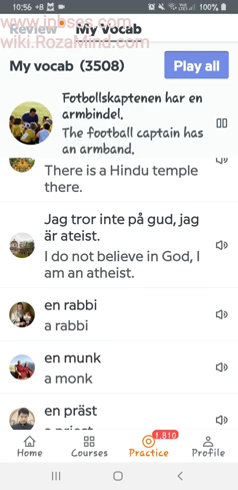 10:56 +B 100%
www.ipleses.com
Review My Vocab
wiki.RozaMind.com
My vocab (3508) Play all
Fotbollskaptenen har en
armbindel.
The football captain has
an armband.
There is a Hindu temple
there.
Jag tror inte på gud, jag
är ateist.
I do not believe in God, I
am an atheist.
en rabbi
a rabbi
en munk
a monk
en präst
a priest
1,810
Home Courses Practice Profile